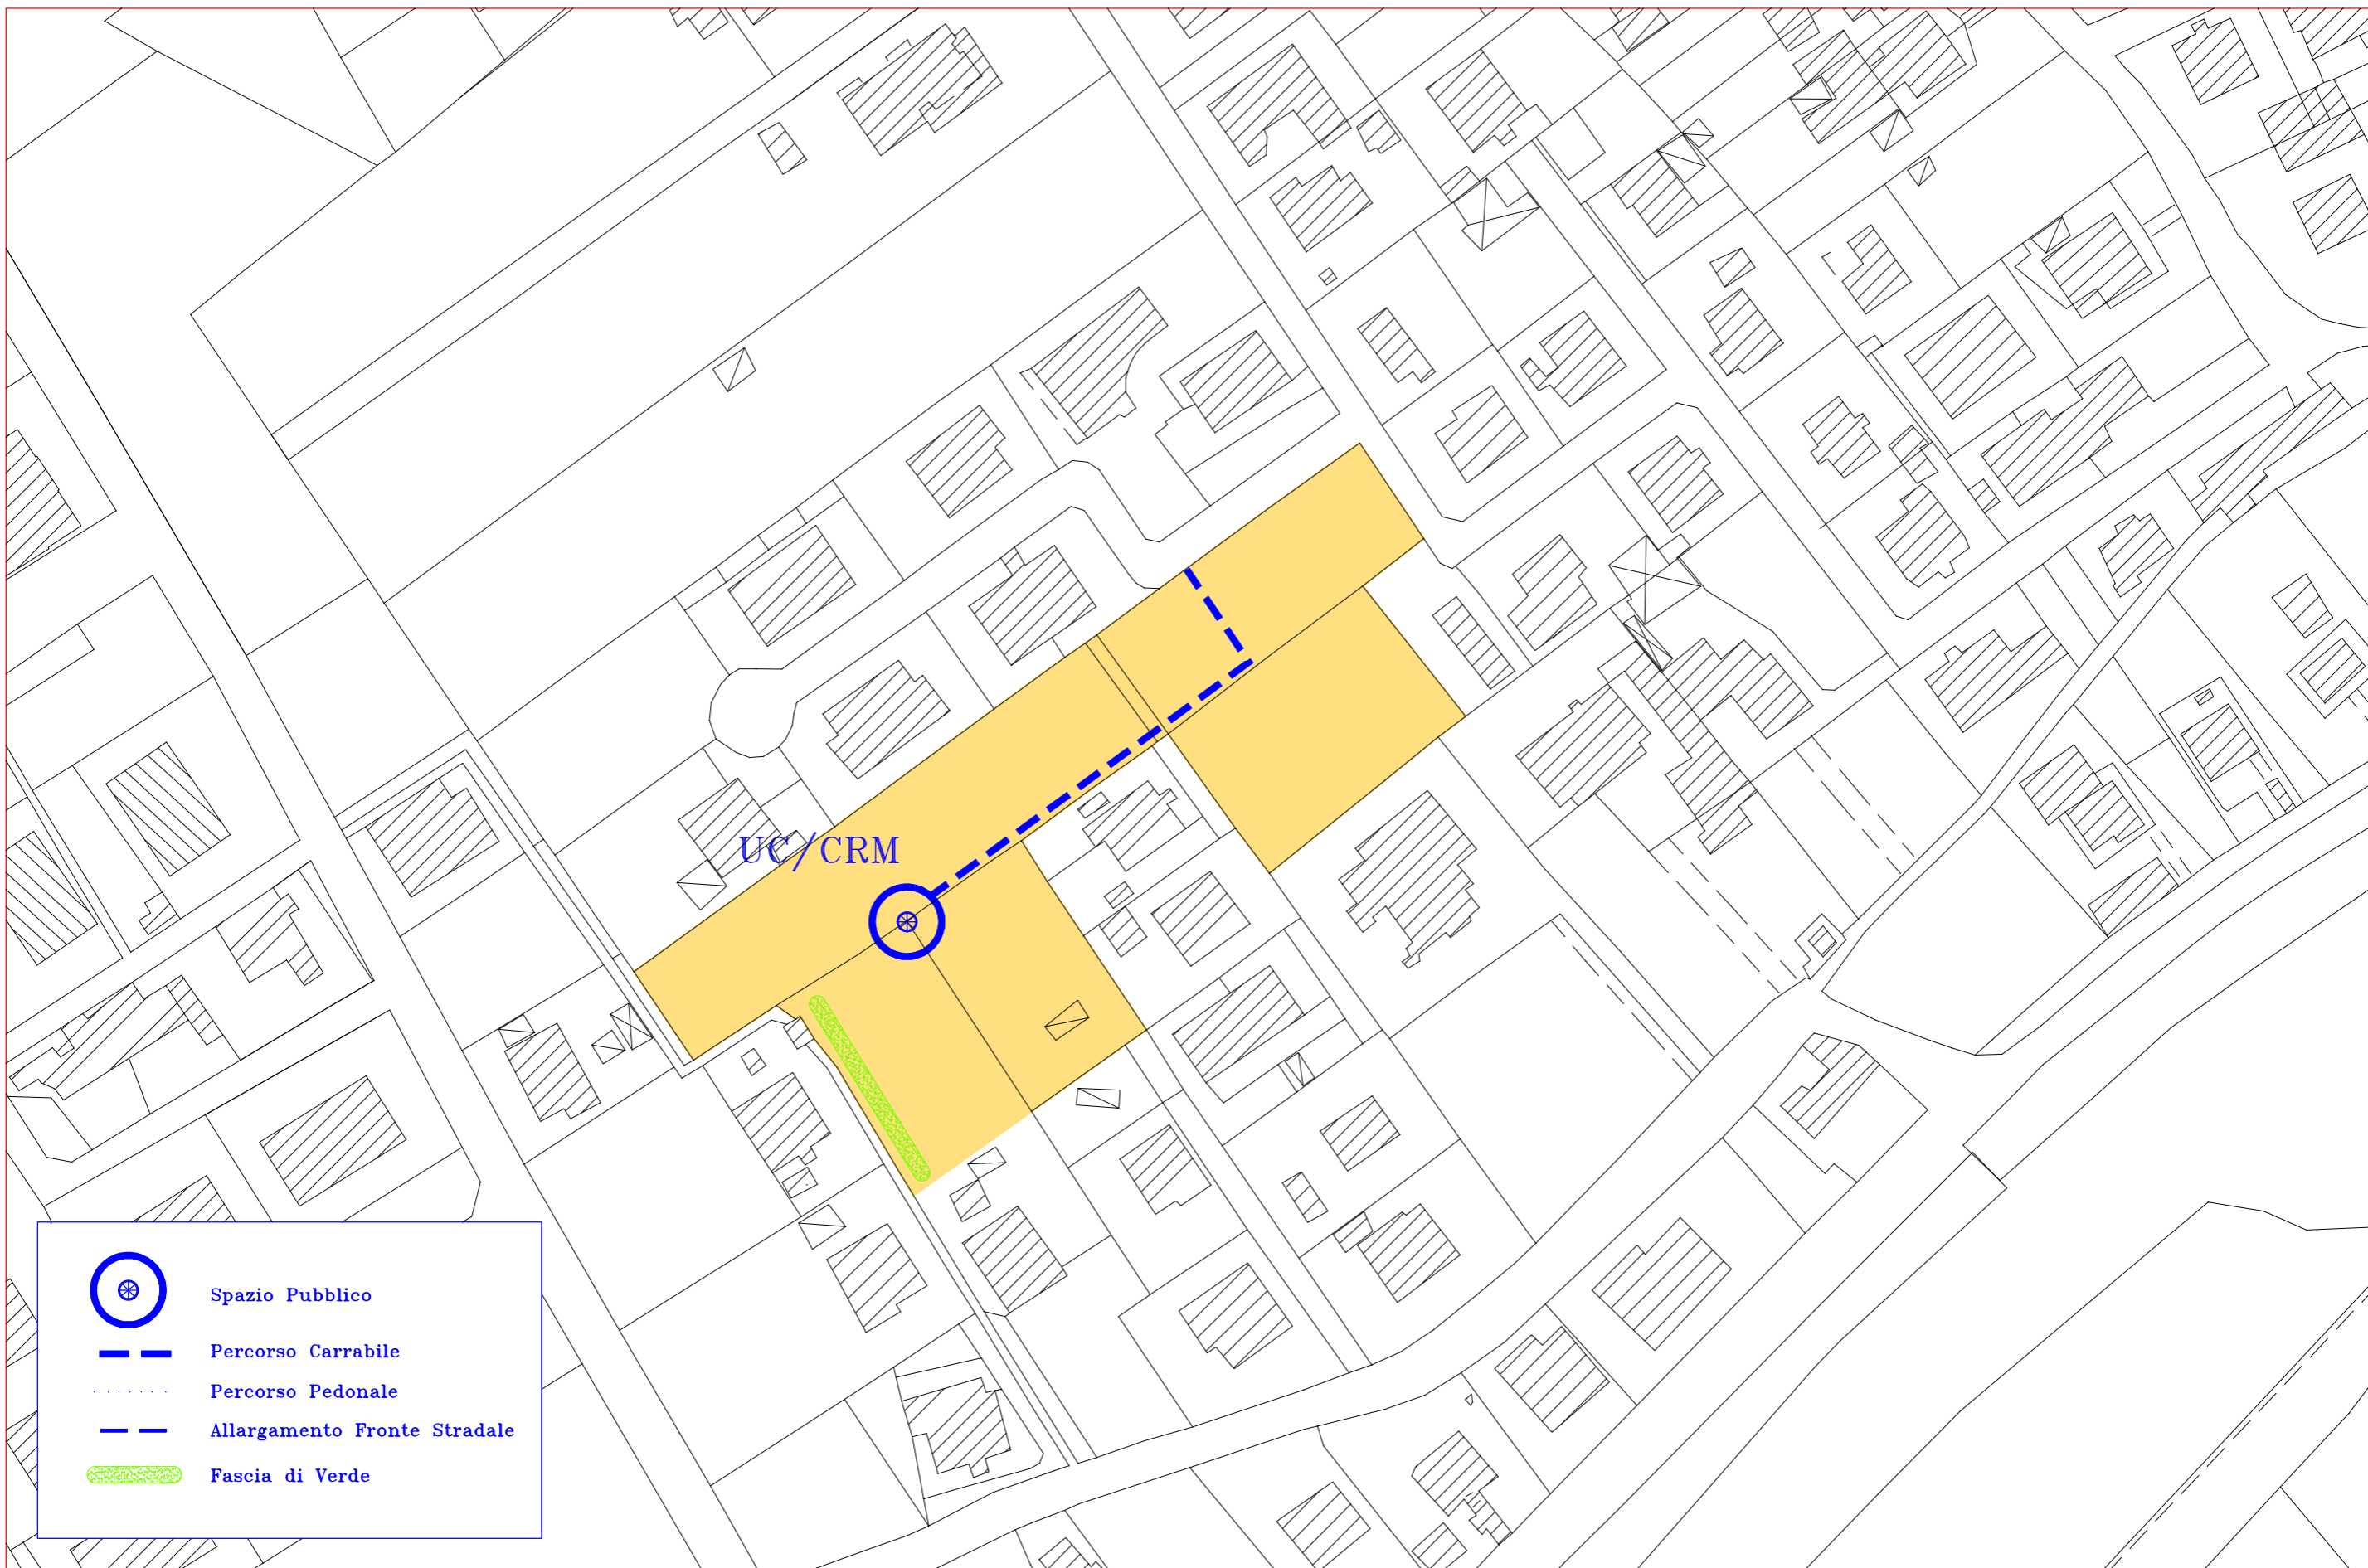 UC/CRM
Spazio Pubblico
Percorso Carrabile
Percorso Pedonale
Allargamento Fronte Stradale
Fascia di Verde